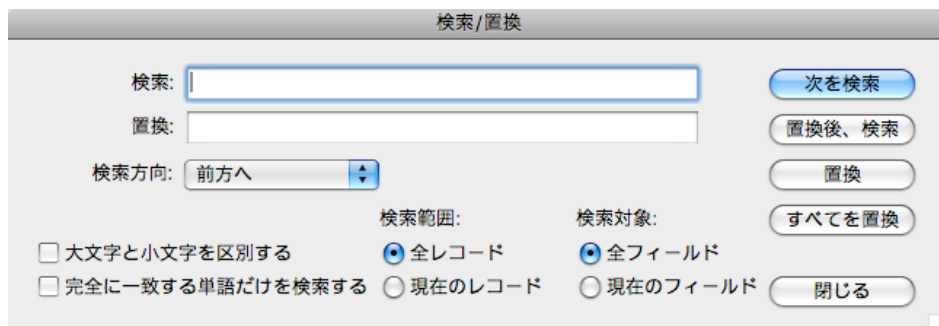 検索/置換
検索:
次を検索
置換:
置換後、検索
検索方向: 前方へ
置換
検索範囲:
検索対象:
すべてを置換
大文字と小文字を区別する
全レコード
全フィールド
完全に一致する単語だけを検索する
現在のレコード
現在のフィールド
閉じる